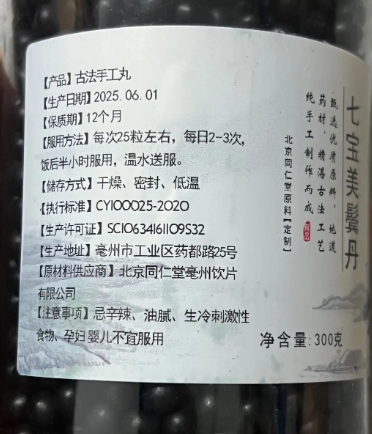 【产品】古法手工丸
【生产日期】2025.06.01
【保质期】12个月
【服用方法】每次25粒左右，每日2-3次，
饭后半小时服用，温水送服。
【储存方式】干燥、密封、低温
【执行标准】CY100025-2020
【生产许可证】SC10634161109S32
【生产地址】亳州市工业区药都路25号
【原材料供应商】北京同仁堂亳州饮片
有限公司
【注意事项】忌辛辣、油腻、生冷刺激性
食物、孕妇婴儿不宜服用
七宝美鬓丹
甄选优质原料，地道
药材，精湛古法工艺
纯手工制作而成
北京同仁堂原料【定制】
净含量:300克